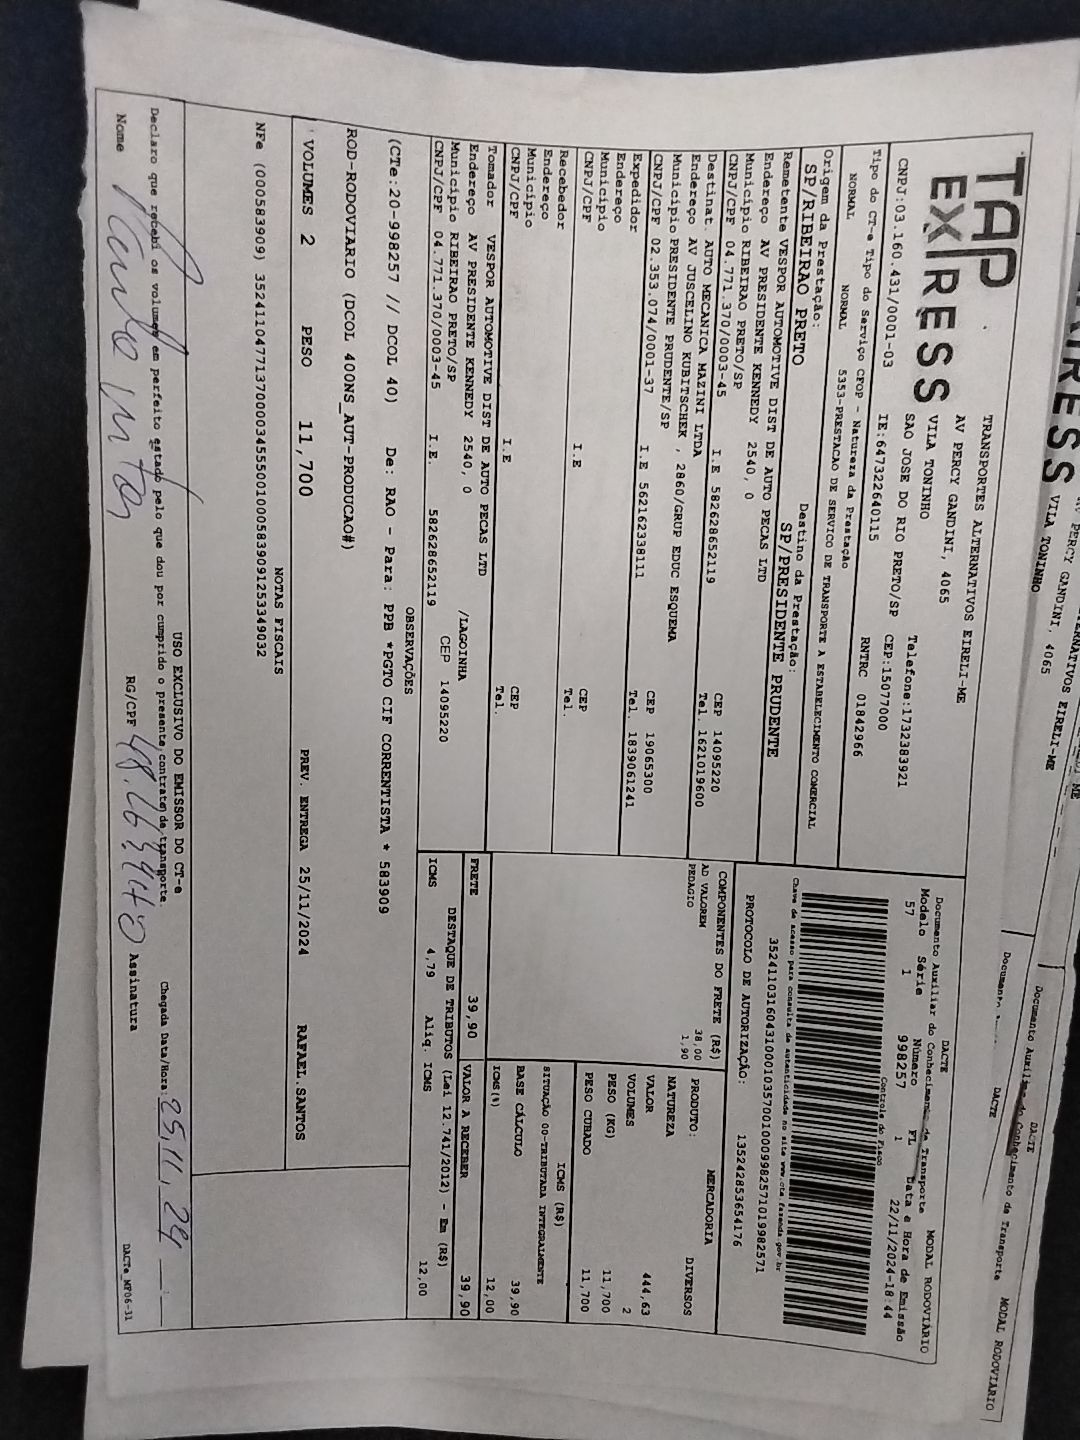 TAP EXPRESS
TRANSPORTES ALTERNATIVOS EIRELI-ME
AV PERCY GANDINI, 4065
VILA TONINHO
SAO JOSE DO RIO PRETO/SP CEP:15077000
CNPJ:03.160.431/0001-03 IE:647322640115 Telefone:1732383921
RNTRC 01842966
Tipo do CT-e Tipo do Serviço CFOP - Natureza da Prestação
NORMAL NORMAL 5353-PRESTACAO DE SERVICO DE TRANSPORTE A ESTABELECIMENTO COMERCIAL
Origem da Prestação: Destino da Prestação:
SP/RIBEIRAO PRETO SP/PRESIDENTE PRUDENTE
Remetente VESPOR AUTOMOTIVE DIST DE AUTO PECAS LTD
Endereço AV PRESIDENTE KENNEDY 2540, 0
Município RIBEIRAO PRETO/SP CEP 14095220
CNPJ/CPF 04.771.370/0003-45 I.E 582628652119 Tel. 1621019600
Destinat. AUTO MECANICA MAZINI LTDA
Endereço AV JUSCELINO KUBITSCHEK , 2860/GRUP EDUC ESQUEMA
Município PRESIDENTE PRUDENTE/SP CEP 19065300
CNPJ/CPF 02.353.074/0001-37 I.E 562162338111 Tel. 1839061241
Expedidor
Endereço
Município CEP
CNPJ/CPF I.E Tel.
Recebedor
Endereço
Município CEP
CNPJ/CPF I.E Tel.
Tomador VESPOR AUTOMOTIVE DIST DE AUTO PECAS LTD
Endereço AV PRESIDENTE KENNEDY 2540, 0 /LAGOINHA
Município RIBEIRAO PRETO/SP CEP 14095220
CNPJ/CPF 04.771.370/0003-45 I.E. 582628652119
DACTE
Documento Auxiliar do Conhecimento de Transporte MODAL RODOVIÁRIO
Modelo Série Número FL Data e Hora de Emissão
57 1 998257 1 22/11/2024-18:44
Controle do Fisco
Chave de acesso para consulta de autenticidade no site www.cte.fazenda.gov.br
35241103160431000103570010009982571019982571
PROTOCOLO DE AUTORIZAÇÃO: 135242853654176
COMPONENTES DO FRETE (R$)
AD VALOREM 38,00
PEDAGIO 1,90
PRODUTO: MERCADORIA
NATUREZA DIVERSOS
VALOR 444,63
VOLUMES 2
PESO (KG) 11,700
PESO CUBADO 11,700
ICMS (R$)
SITUAÇÃO 00-TRIBUTADA INTEGRALMENTE
BASE CÁLCULO 39,90
ICMS(%) 12,00
FRETE 39,90 VALOR A RECEBER 39,90
DESTAQUE DE TRIBUTOS (Lei 12.741/2012) - Em (R$)
ICMS 4,79 Aliq. ICMS 12,00
OBSERVAÇÕES
(CTe:20-998257 // DCOL 40) De: RAO - Para: PPB *PGTO CIF CORRENTISTA * 583909
ROD-RODOVIARIO (DCOL 400NS_AUT-PRODUCAO#)
VOLUMES 2 PESO 11,700 PREV. ENTREGA 25/11/2024 RAFAEL.SANTOS
NOTAS FISCAIS
NFe (000583909) 35241104771370000345550010005839091253349032
USO EXCLUSIVO DO EMISSOR DO CT-e
Declaro que recebi os volumes em perfeito estado pelo que dou por cumprido o presente contrato de transporte.
Chegada Data/Hora: 25, 11, 24 :
Nome RG/CPF Assinatura
DACTe_MF06-31